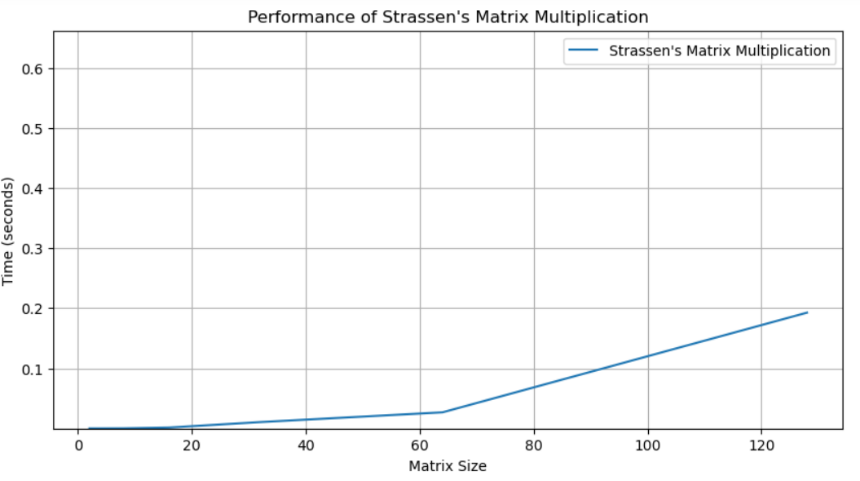 Performance of Strassen's Matrix Multiplication
Strassen's Matrix Multiplication
Time (seconds)
0.6
0.5
0.4
0.3
0.2
0.1
0 20 40 60 80 100 120
Matrix Size